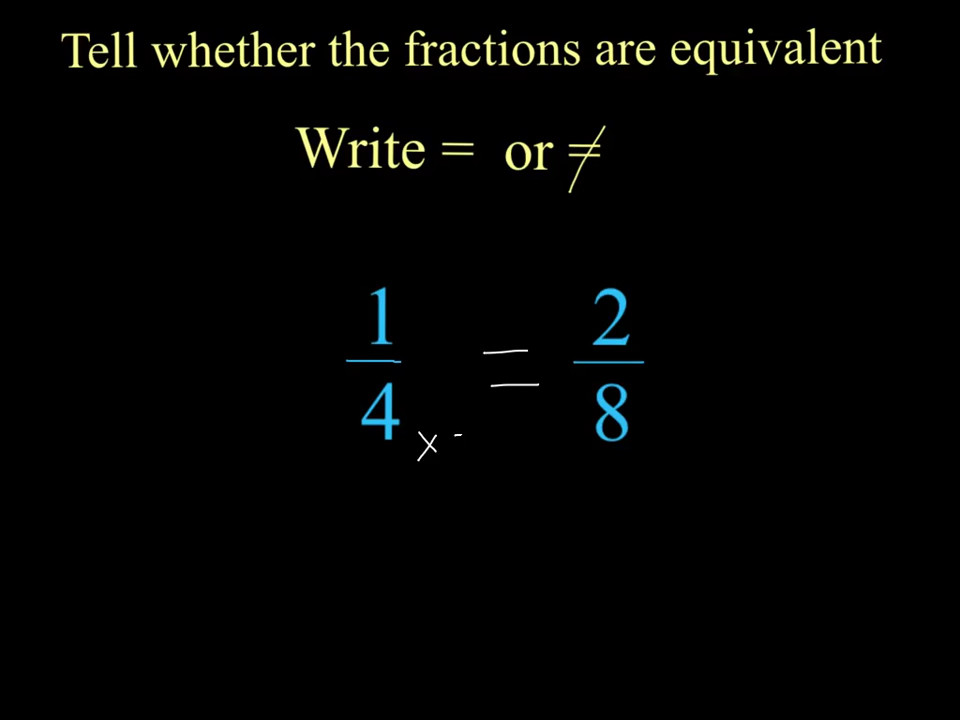 Tell whether the fractions are equivalent
Write = or ≠
1/4 = 2/8
x -